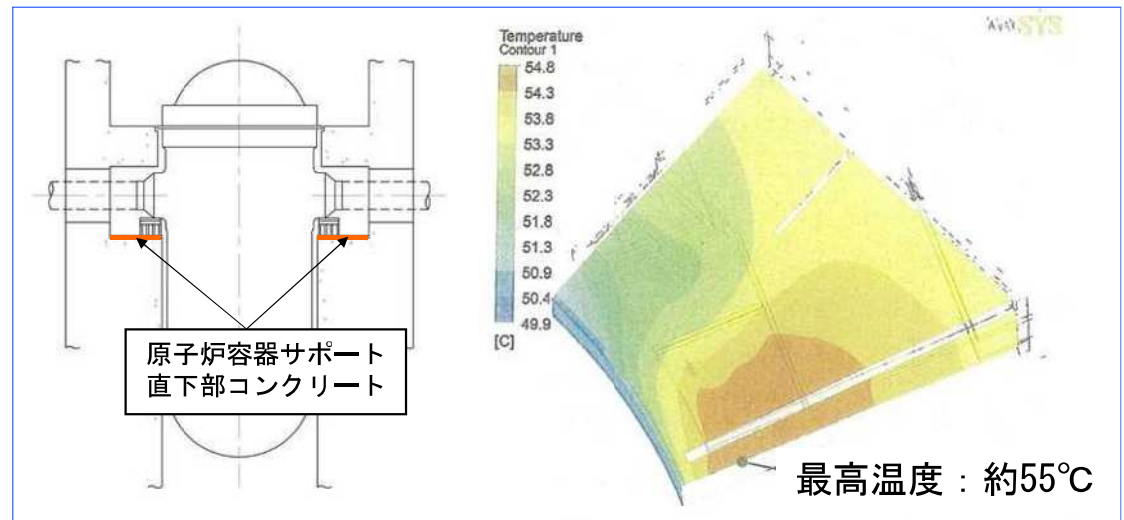 Temperature
Contour 1
54.8
54.3
53.8
53.3
52.8
52.3
51.8
51.3
50.9
50.4
49.9
[C]
原子炉容器サポート
直下部コンクリート
最高温度：約55℃